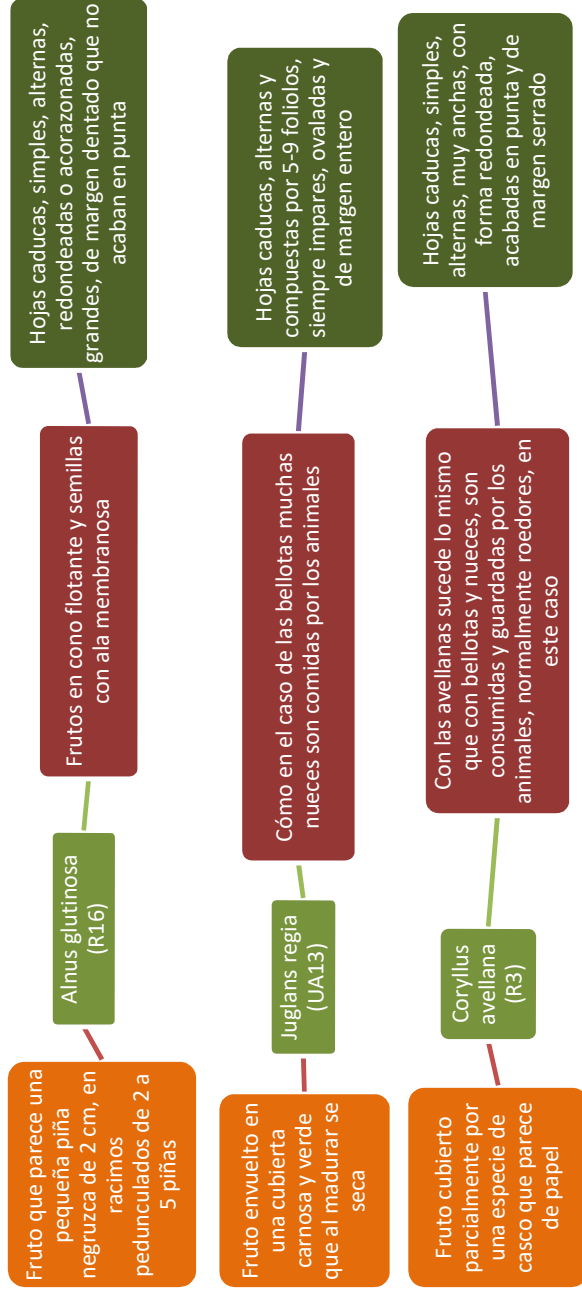 Fruto que parece una
pequeña piña
negruzca de 2 cm, en
racimos
pedunculados de 2 a
5 piñas
Alnus glutinosa
(R16)
Frutos en cono flotante y semillas
con ala membranosa
Hojas caducas, simples, alternas,
redondeadas o acorazonadas,
grandes, de margen dentado que no
acaban en punta
Fruto envuelto en
una cubierta
carnosa y verde
que al madurar se
seca
Juglans regia
(UA13)
Cómo en el caso de las bellotas muchas
nueces son comidas por los animales
Hojas caducas, alternas y
compuestas por 5-9 foliolos,
siempre impares, ovaladas y
de margen entero
Fruto cubierto
parcialmente por
una especie de
casco que parece
de papel
Coryllus
avellana
(R3)
Con las avellanas sucede lo mismo
que con bellotas y nueces, son
consumidas y guardadas por los
animales, normalmente roedores, en
este caso
Hojas caducas, simples,
alternas, muy anchas, con
forma redondeada,
acabadas en punta y de
margen serrado